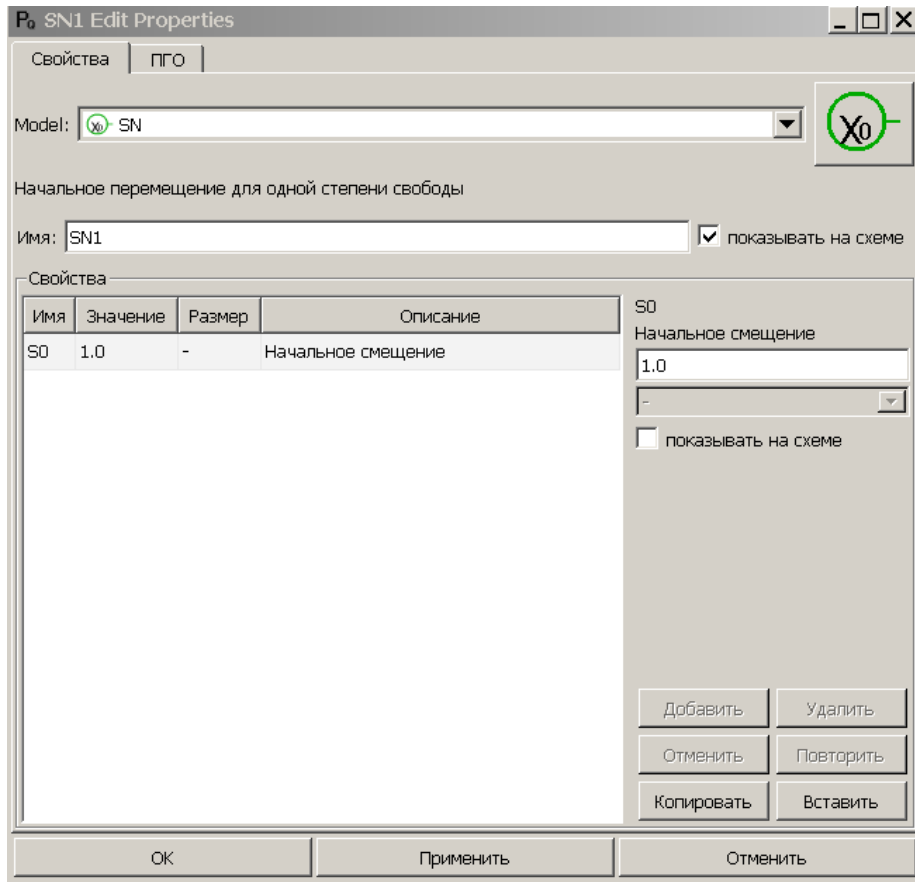 PQ SN1 Edit Properties
Свойства ПГО
Model: X0 SN X0
Начальное перемещение для одной степени свободы
Имя: SN1 показывать на схеме
Свойства
Имя Значение Размер Описание
S0 1.0 - Начальное смещение
S0
Начальное смещение
1.0
-
показывать на схеме
Добавить Удалить
Отменить Повторить
Копировать Вставить
OK Применить Отменить